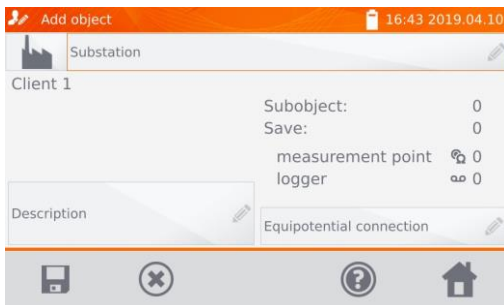 Add object 16:43 2019.04.10
Substation
Client 1
Subobject: 0
Save: 0
measurement point 0
logger 0
Description
Equipotential connection